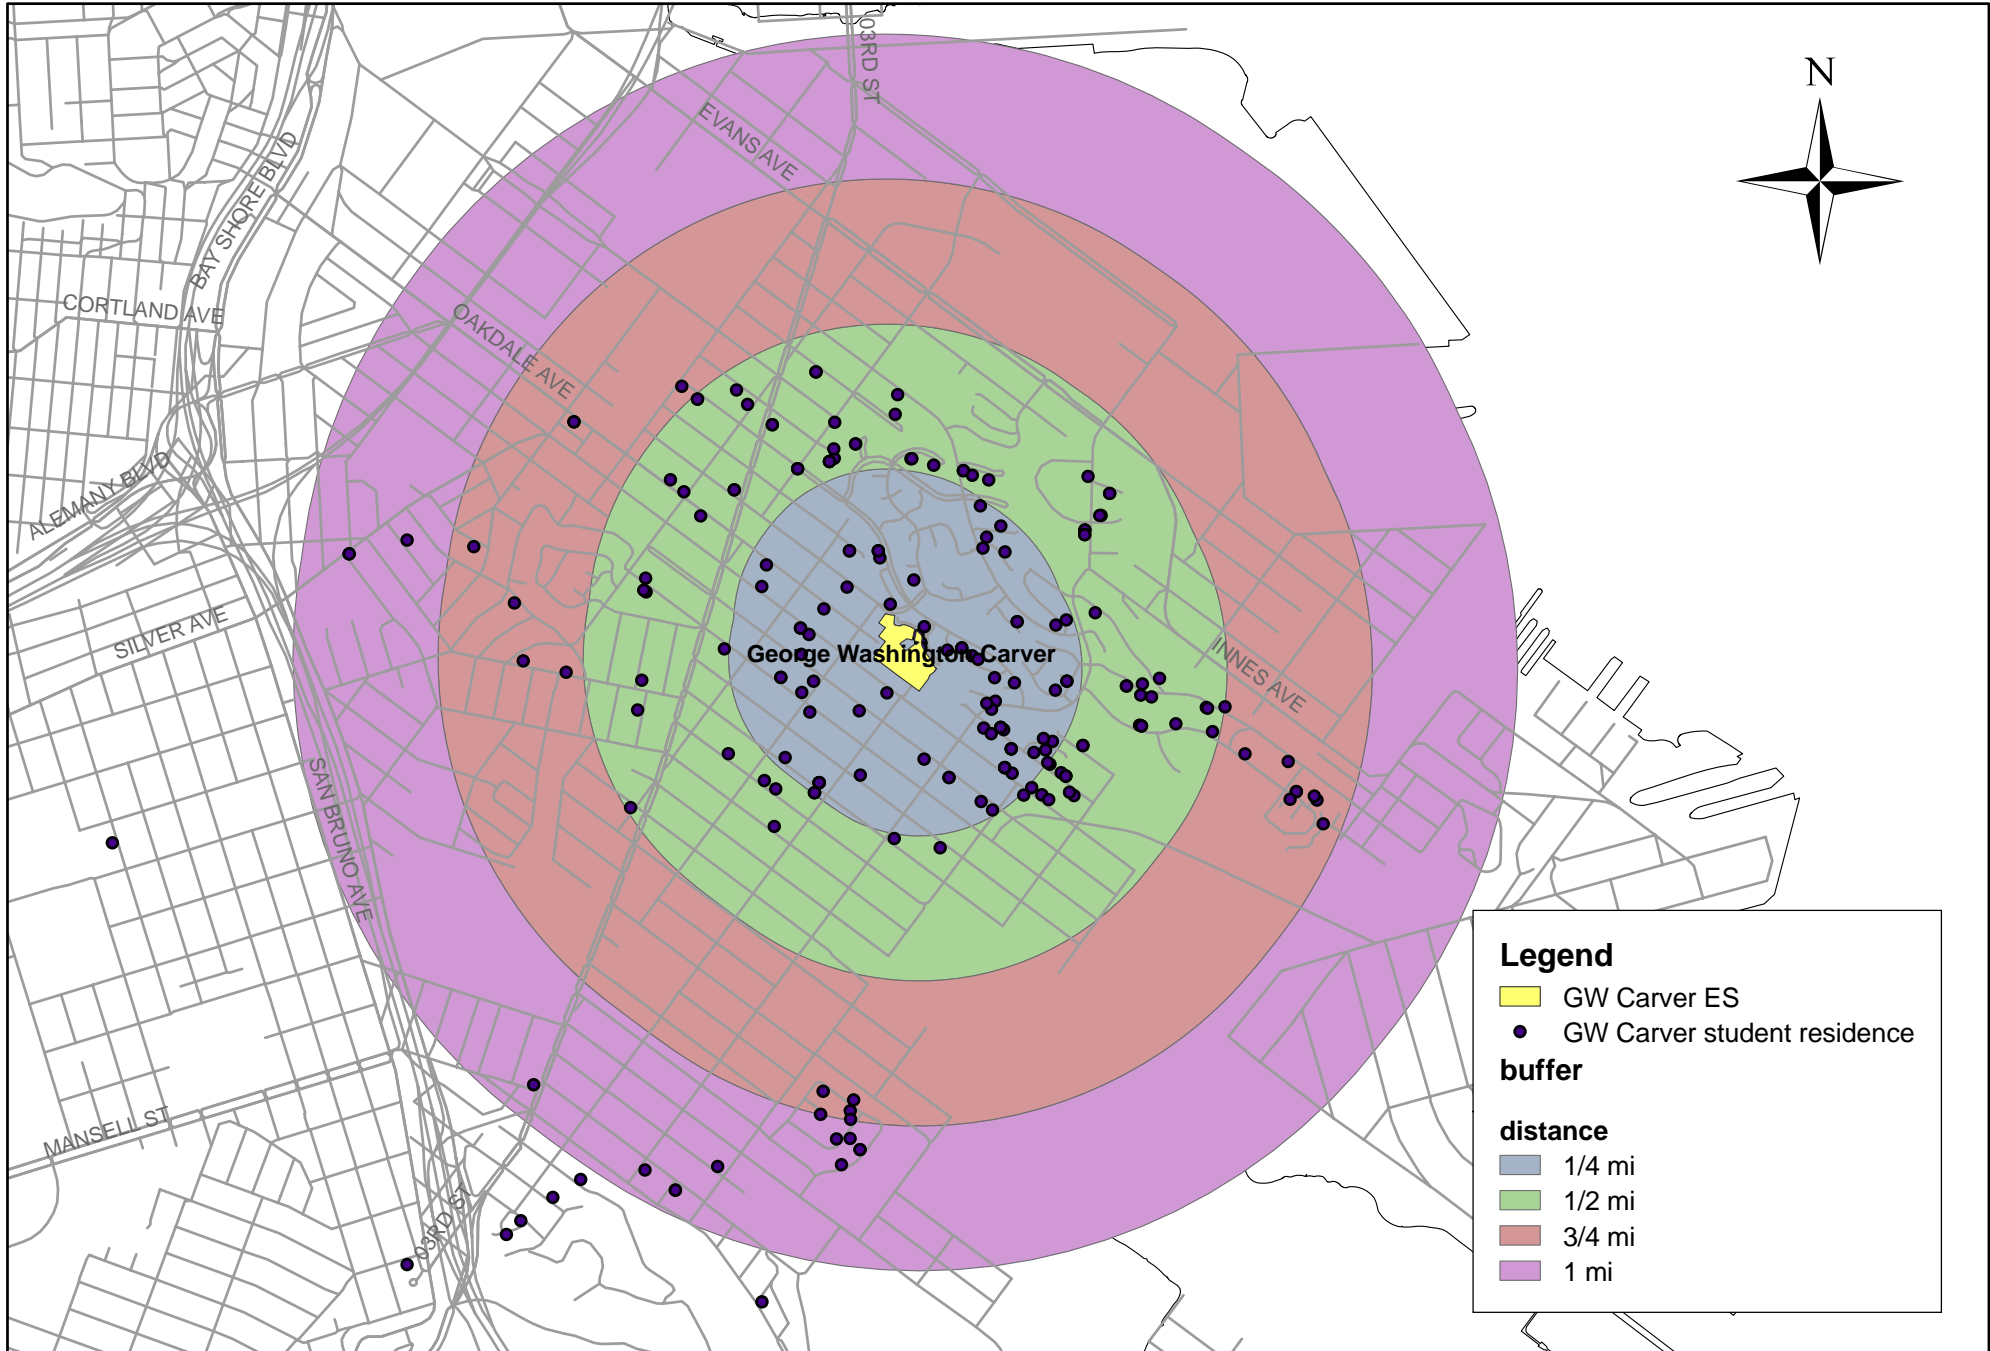 N
03RD ST
EVANS AVE
BAY SHORE BLVD
CORTLAND AVE
OAKDALE AVE
ALEMANY BLVD
SILVER AVE
George Washington Carver
INNES AVE
SAN BRUNO AVE
MANSELL ST
03RD ST
Legend
GW Carver ES
GW Carver student residence
buffer
distance
1/4 mi
1/2 mi
3/4 mi
1 mi